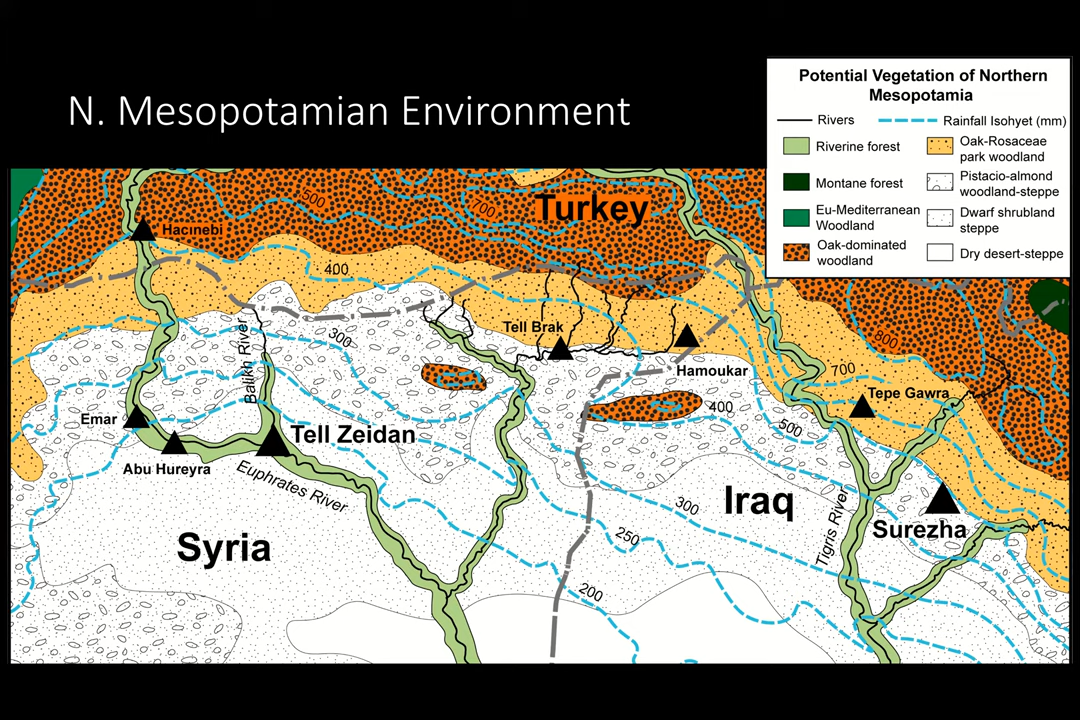 N. Mesopotamian Environment
Potential Vegetation of Northern
Mesopotamia
Rivers
Rainfall Isohyet (mm)
Riverine forest
Oak-Rosaceae
park woodland
Montane forest
Pistacio-almond
woodland-steppe
Eu-Mediterranean
Woodland
Dwarf shrubland
steppe
Oak-dominated
woodland
Dry desert-steppe
500
700
Turkey
Hacınebi
400
300
Tell Brak
Hamoukar
800
700
Tepe Gawra
Balikh River
400
500
Emar
Tell Zeidan
Abu Hureyra
Euphrates River
300
Iraq
Tigris River
Surezha
250
Syria
200